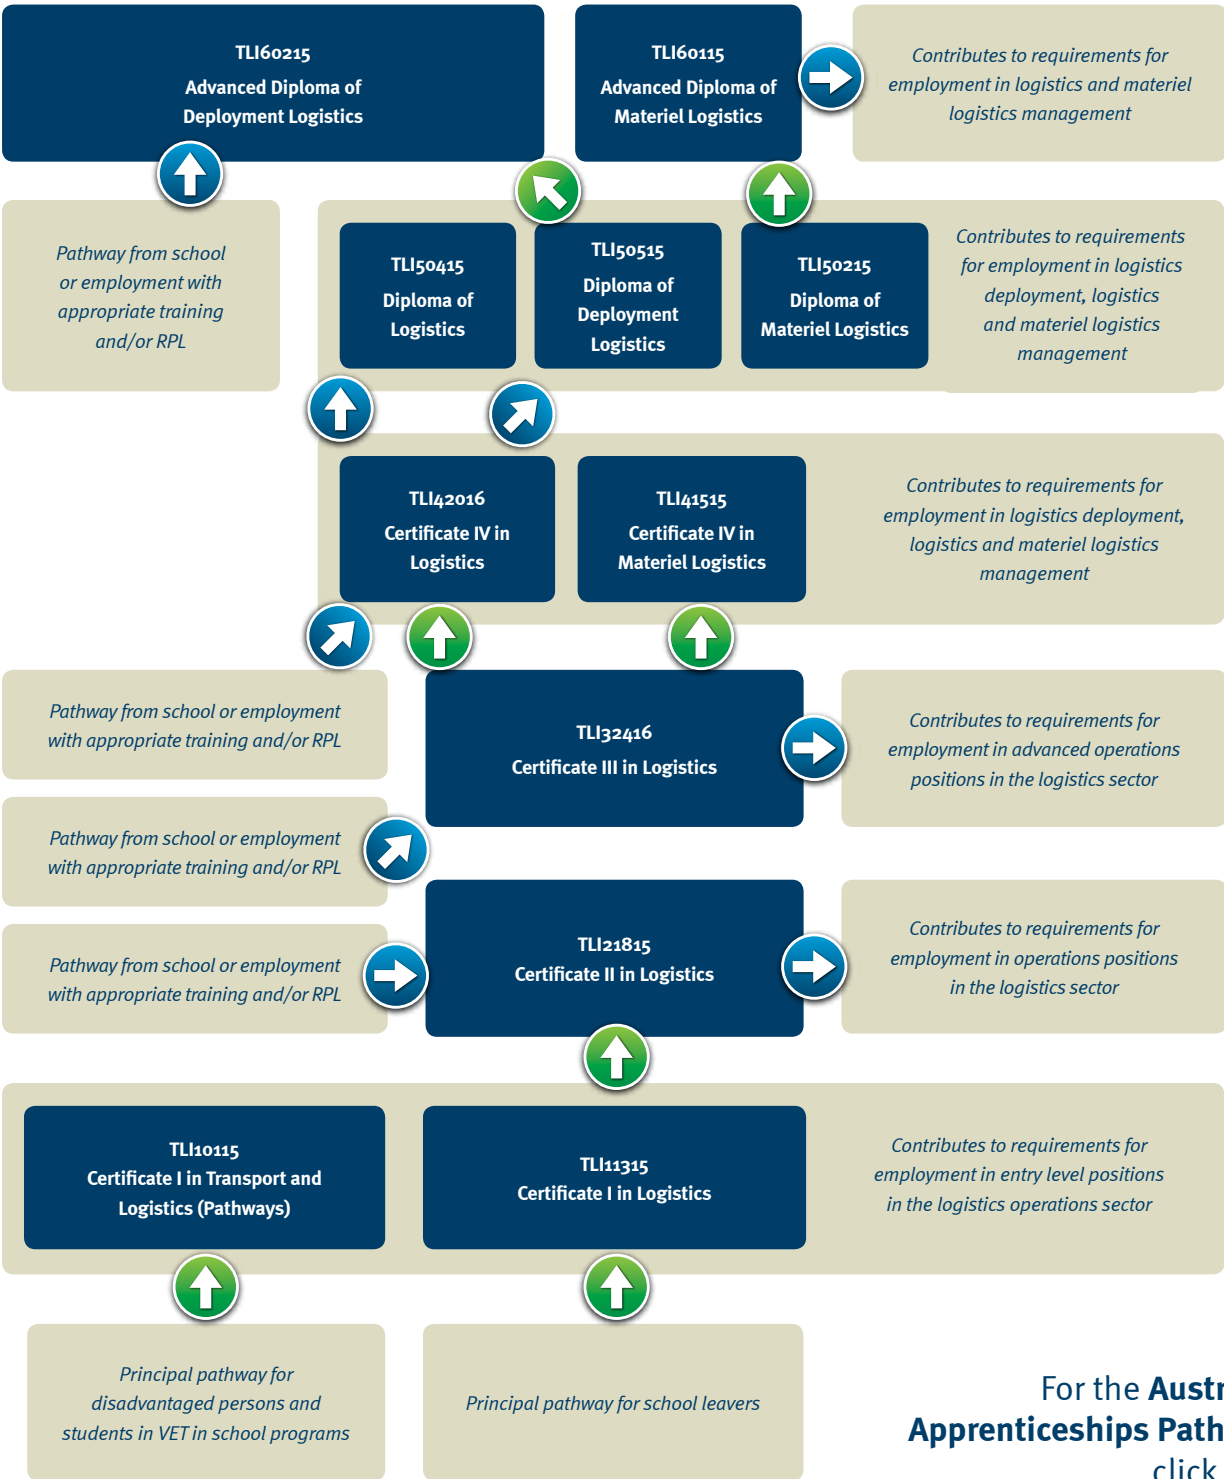 TLI60215
Advanced Diploma of
Deployment Logistics
TLI60115
Advanced Diploma of
Materiel Logistics
Contributes to requirements for
employment in logistics and materiel
logistics management
Pathway from school
or employment with
appropriate training
and/or RPL
TLI50415
Diploma of
Logistics
TLI50515
Diploma of
Deployment
Logistics
TLI50215
Diploma of
Materiel Logistics
Contributes to requirements
for employment in logistics
deployment, logistics
and materiel logistics
management
TLI42016
Certificate IV in
Logistics
TLI41515
Certificate IV in
Materiel Logistics
Contributes to requirements for
employment in logistics deployment,
logistics and materiel logistics
management
Pathway from school or employment
with appropriate training and/or RPL
TLI32416
Certificate III in Logistics
Contributes to requirements for
employment in advanced operations
positions in the logistics sector
Pathway from school or employment
with appropriate training and/or RPL
Pathway from school or employment
with appropriate training and/or RPL
TLI21815
Certificate II in Logistics
Contributes to requirements for
employment in operations positions
in the logistics sector
TLI10115
Certificate I in Transport and
Logistics (Pathways)
TLI11315
Certificate I in Logistics
Contributes to requirements for
employment in entry level positions
in the logistics operations sector
Principal pathway for
disadvantaged persons and
students in VET in school programs
Principal pathway for school leavers
For the Austr
Apprenticeships Path
click